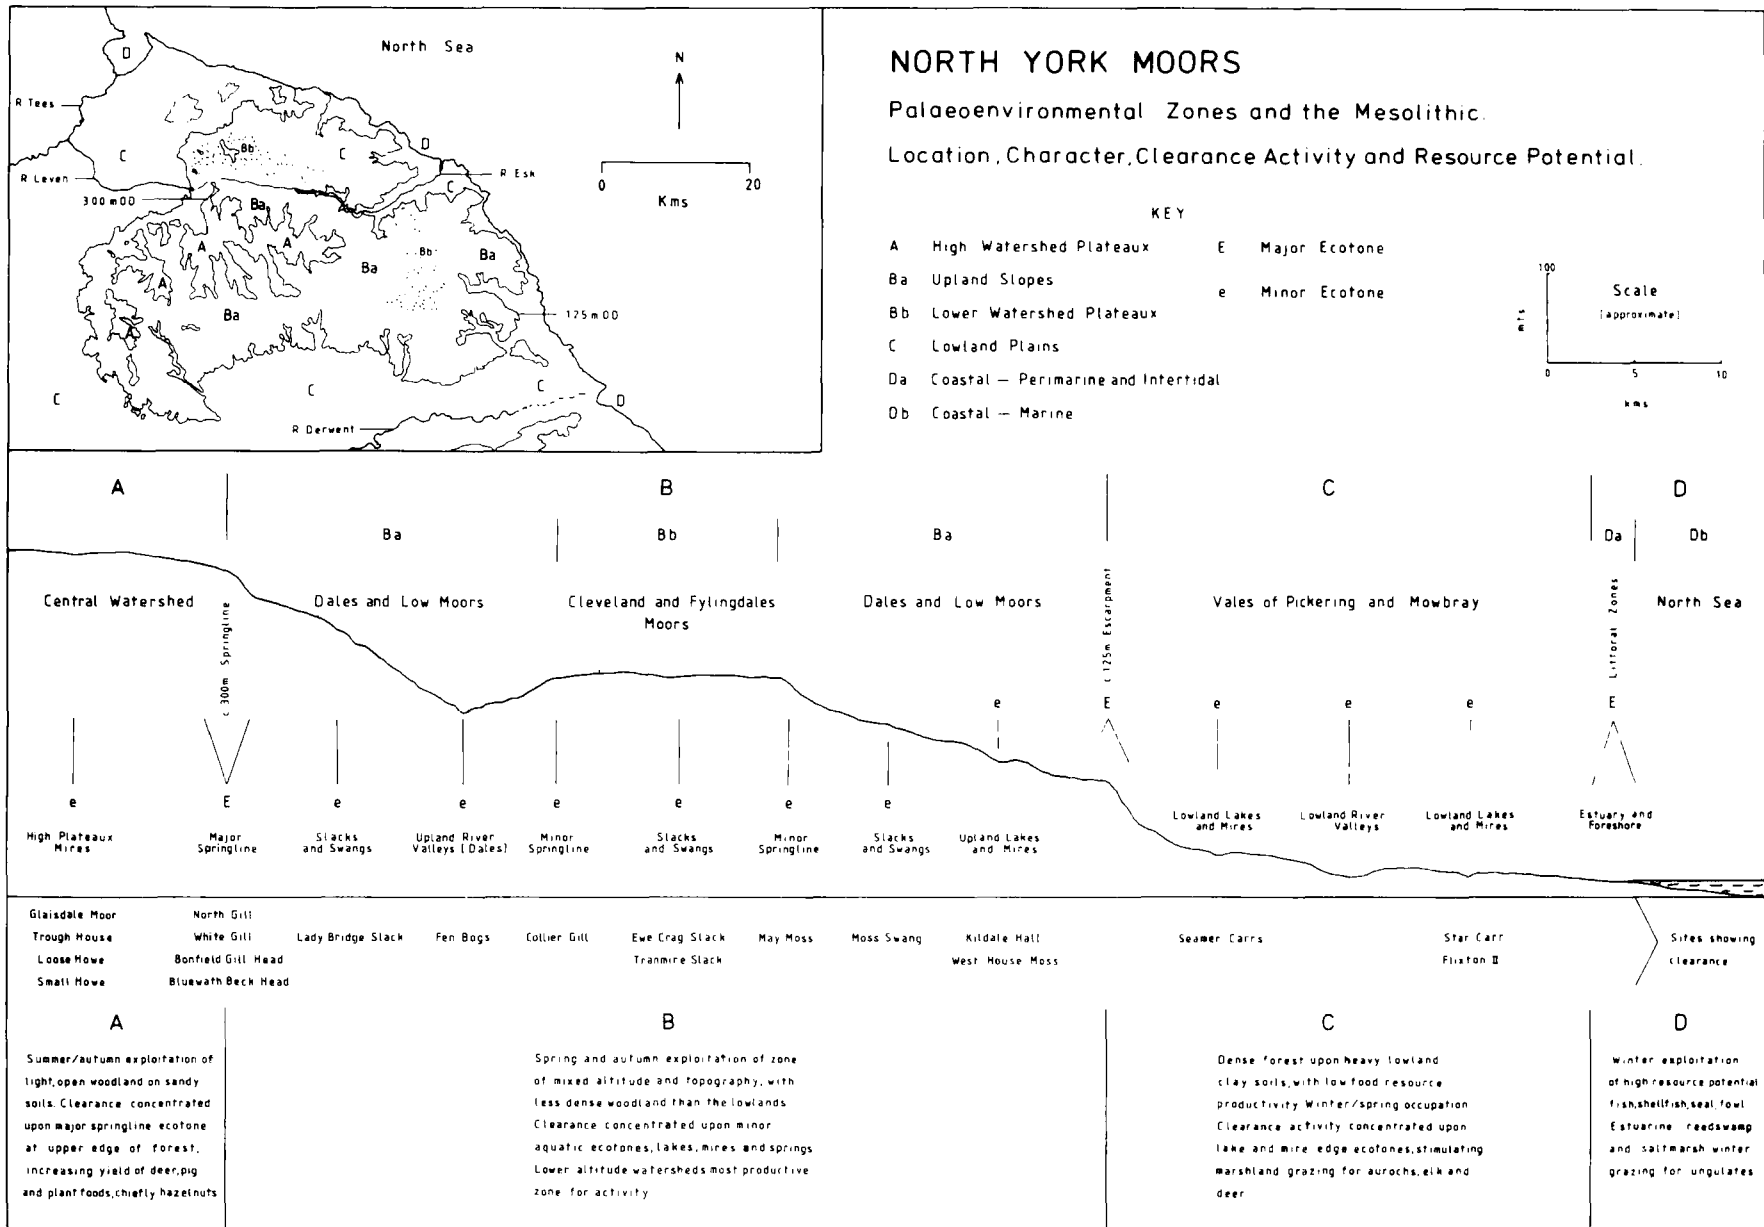 North Sea
D
N
R Tees
C
Bb
C
D
R Leven
R Esk
C
300mOD
0 20
Kms
Ba
A
A
Bb
Ba
Ba
A
Ba
125mOD
A
C
C
C
D
R Derwent
NORTH YORK MOORS
Palaeoenvironmental Zones and the Mesolithic.
Location, Character, Clearance Activity and Resource Potential.
KEY
A High Watershed Plateaux
Ba Upland Slopes
Bb Lower Watershed Plateaux
C Lowland Plains
Da Coastal – Perimarine and Intertidal
Db Coastal – Marine
E Major Ecotone
e Minor Ecotone
100
mts
Scale
[approximate]
0 5 10
kms
A B C D
Ba Bb Ba Da Db
Central Watershed
c 300m Springline
Dales and Low Moors
Cleveland and Fylingdales
Moors
Dales and Low Moors
c 125m Escarpment
Vales of Pickering and Mowbray
Littoral Zones
North Sea
e E e e e E
e E e e e e e e
High Plateaux
Mires
Major
Springline
Slacks
and Swangs
Upland River
Valleys (Dales)
Minor
Springline
Slacks
and Swangs
Minor
Springline
Slacks
and Swangs
Upland Lakes
and Mires
Lowland Lakes
and Mires
Lowland River
Valleys
Lowland Lakes
and Mires
Estuary and
Foreshore
Glaisdale Moor
Trough House
Loose Howe
Small Howe
North Gill
White Gill
Bonfield Gill Head
Bluewath Beck Head
Lady Bridge Slack
Fen Bogs
Collier Gill
Ewe Crag Slack
Tranmire Slack
May Moss
Moss Swang
Kildale Hall
West House Moss
Seamer Carrs
Star Carr
Flixton II
Sites showing
clearance
A
Summer/autumn exploitation of
light, open woodland on sandy
soils. Clearance concentrated
upon major springline ecotone
at upper edge of forest,
increasing yield of deer, pig
and plant foods, chiefly hazelnuts
B
Spring and autumn exploitation of zone
of mixed altitude and topography, with
less dense woodland than the lowlands
Clearance concentrated upon minor
aquatic ecotones, lakes, mires and springs
Lower altitude watersheds most productive
zone for activity
C
Dense forest upon heavy lowland
clay soils, with low food resource
productivity Winter/spring occupation
Clearance activity concentrated upon
lake and mire edge ecotones, stimulating
marshland grazing for aurochs, elk and
deer
D
Winter exploitation
of high resource potential
fish, shellfish, seal, fowl
Estuarine reedswamp
and saltmarsh winter
grazing for ungulates